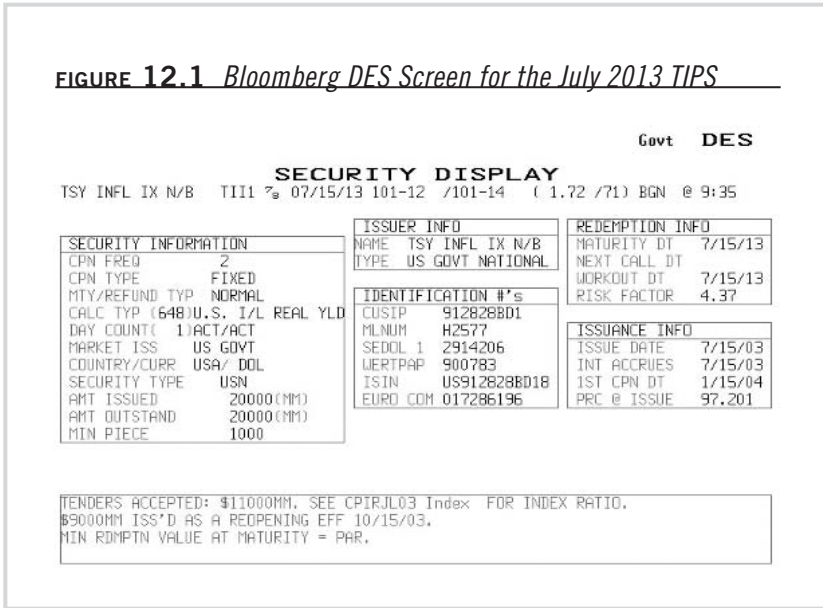 FIGURE 12.1 Bloomberg DES Screen for the July 2013 TIPS
Govt DES
SECURITY DISPLAY
TSY INFL IX N/B TII1 ⅞ 07/15/13 101-12 /101-14 ( 1.72 /71) BGN @ 9:35
SECURITY INFORMATION
CPN FREQ 2
CPN TYPE FIXED
MTY/REFUND TYP NORMAL
CALC TYP (648)U.S. I/L REAL YLD
DAY COUNT( 1)ACT/ACT
MARKET ISS US GOVT
COUNTRY/CURR USA/ DOL
SECURITY TYPE USN
AMT ISSUED 20000(MM)
AMT OUTSTAND 20000(MM)
MIN PIECE 1000
ISSUER INFO
NAME TSY INFL IX N/B
TYPE US GOVT NATIONAL
IDENTIFICATION #'s
CUSIP 912828BD1
MLNUM H2577
SEDOL 1 2914206
WERTPAP 900783
ISIN US912828BD18
EURO COM 017286196
REDEMPTION INFO
MATURITY DT 7/15/13
NEXT CALL DT
WORKOUT DT 7/15/13
RISK FACTOR 4.37
ISSUANCE INFO
ISSUE DATE 7/15/03
INT ACCRUES 7/15/03
1ST CPN DT 1/15/04
PRC @ ISSUE 97.201
TENDERS ACCEPTED: $11000MM. SEE CPIRJL03 Index FOR INDEX RATIO.
$9000MM ISS'D AS A REOPENING EFF 10/15/03.
MIN RDMPTN VALUE AT MATURITY = PAR.